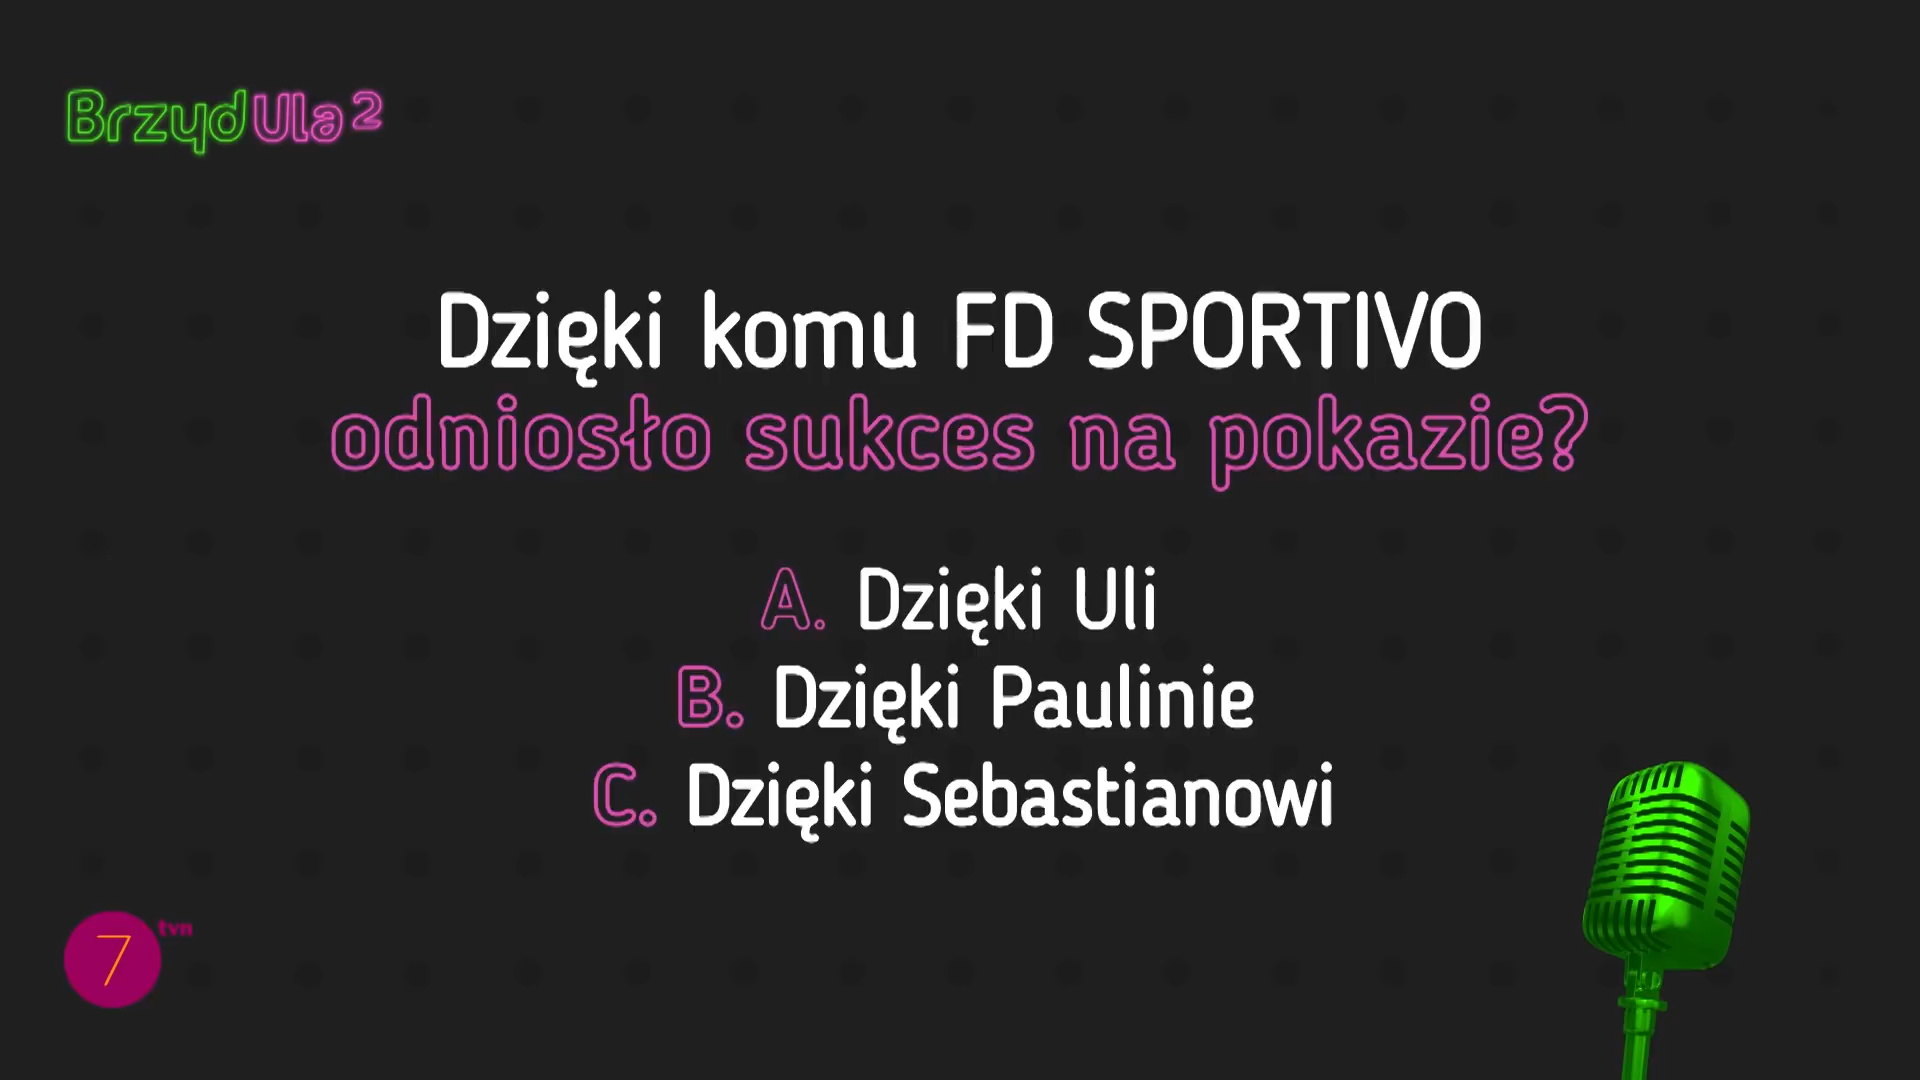 BrzydUla 2
Dzięki komu FD SPORTIVO
odniosło sukces na pokazie?
A. Dzięki Uli
B. Dzięki Paulinie
C. Dzięki Sebastianowi
7 tvn